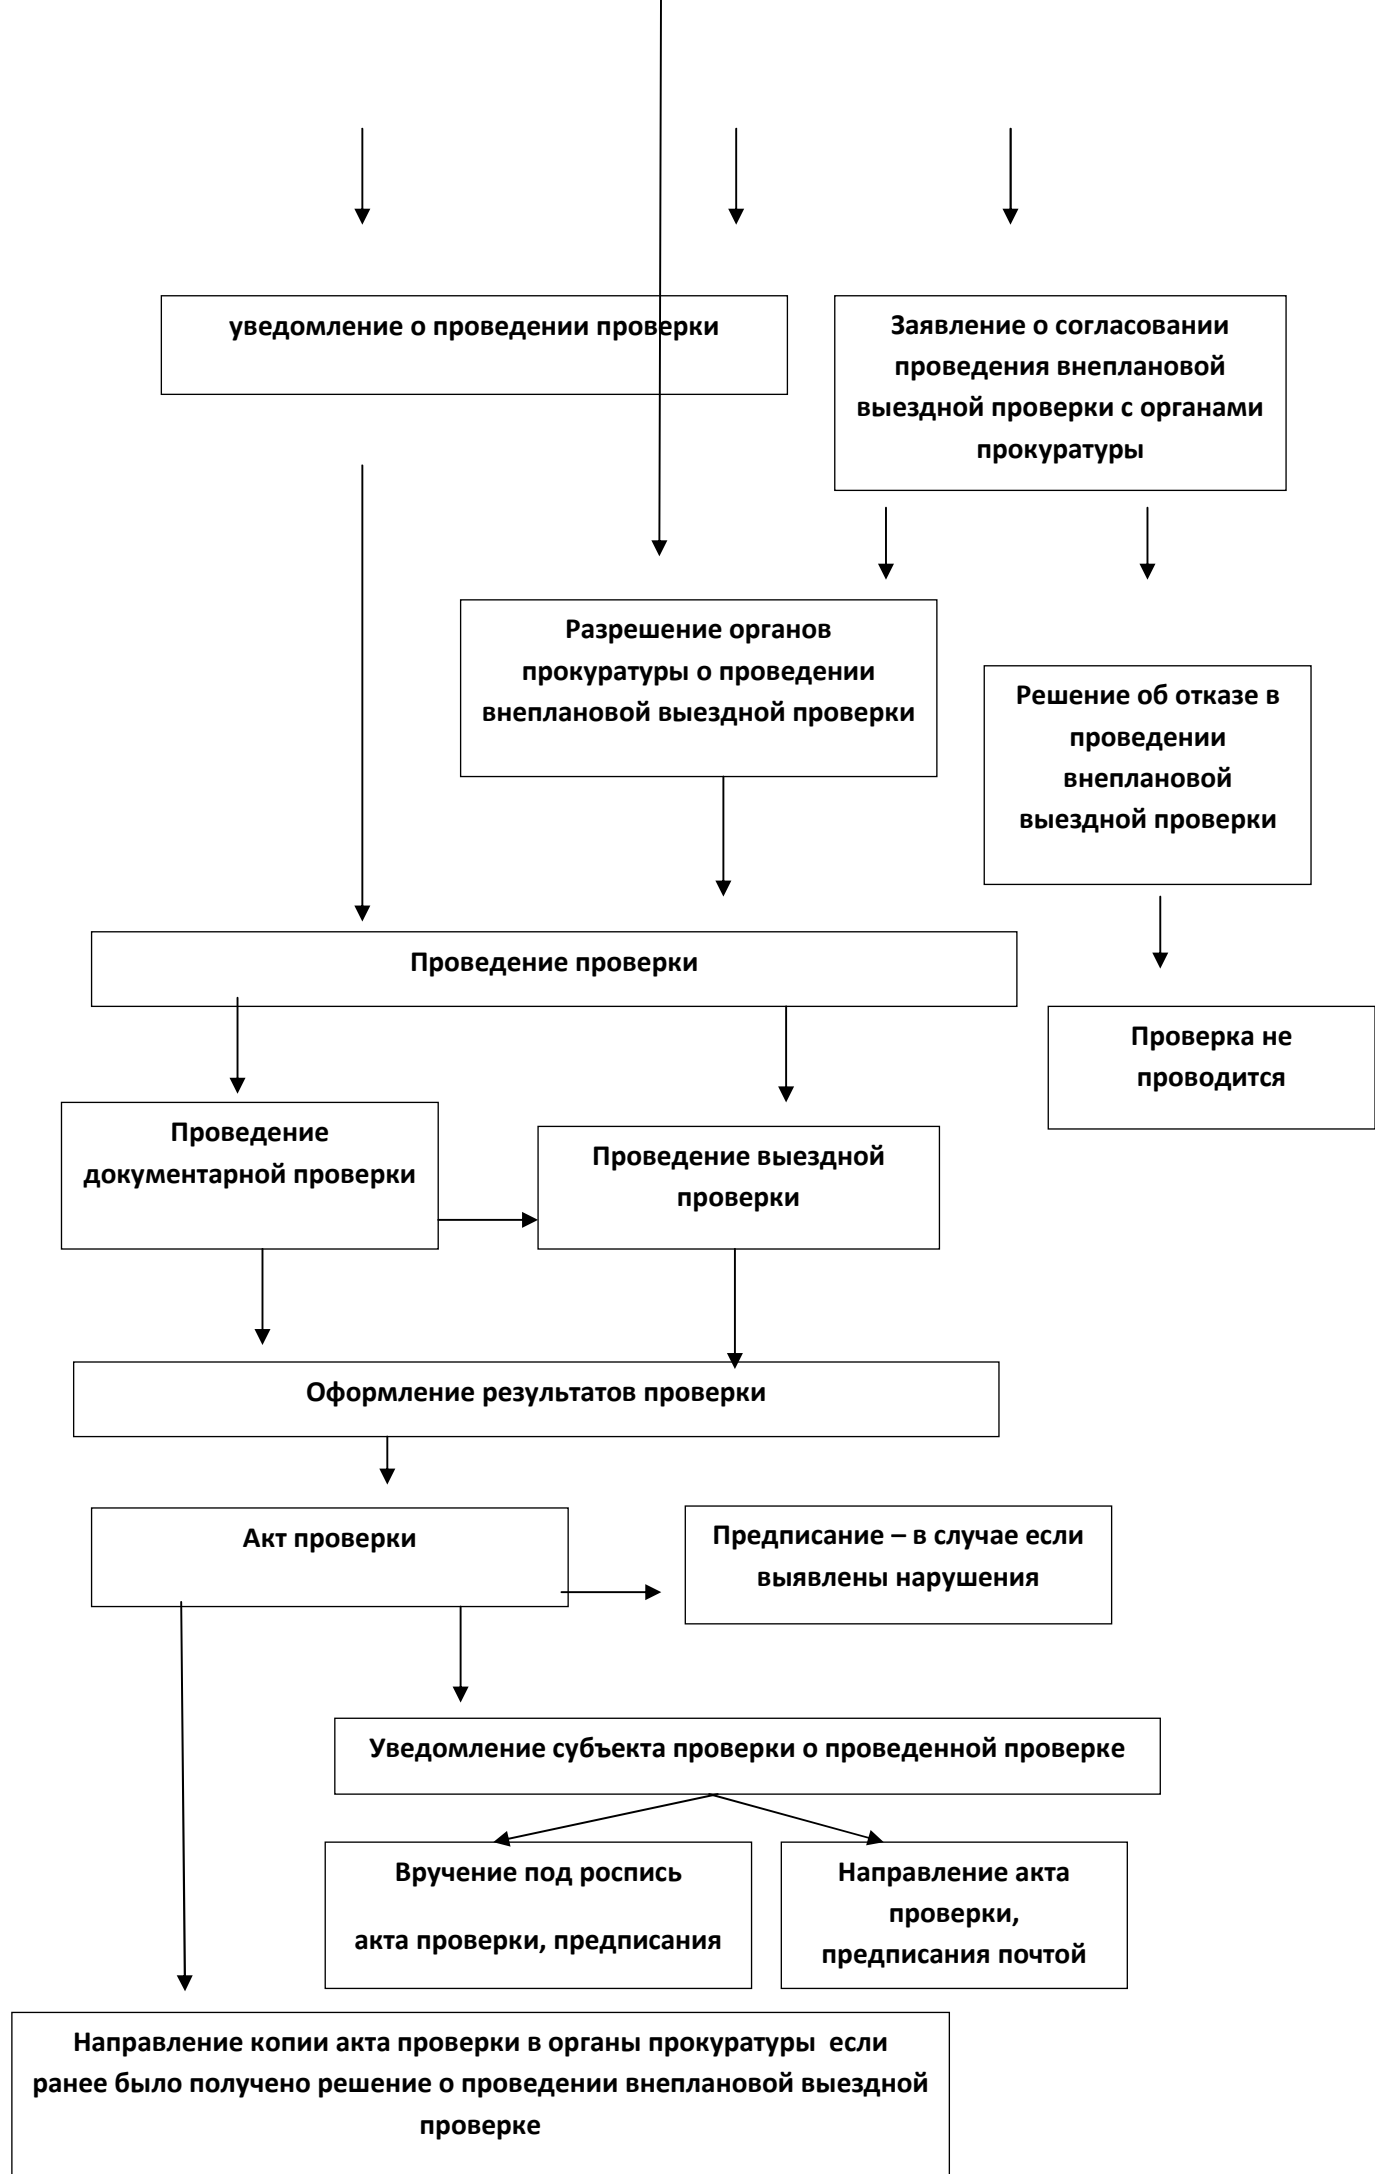 уведомление о проведении проверки
Заявление о согласовании
проведения внеплановой
выездной проверки с органами
прокуратуры
Разрешение органов
прокуратуры о проведении
внеплановой выездной проверки
Решение об отказе в
проведении
внеплановой
выездной проверки
Проведение проверки
Проверка не
проводится
Проведение
документарной проверки
Проведение выездной
проверки
Оформление результатов проверки
Акт проверки
Предписание – в случае если
выявлены нарушения
Уведомление субъекта проверки о проведенной проверке
Вручение под роспись
акта проверки, предписания
Направление акта
проверки,
предписания почтой
Направление копии акта проверки в органы прокуратуры если
ранее было получено решение о проведении внеплановой выездной
проверке